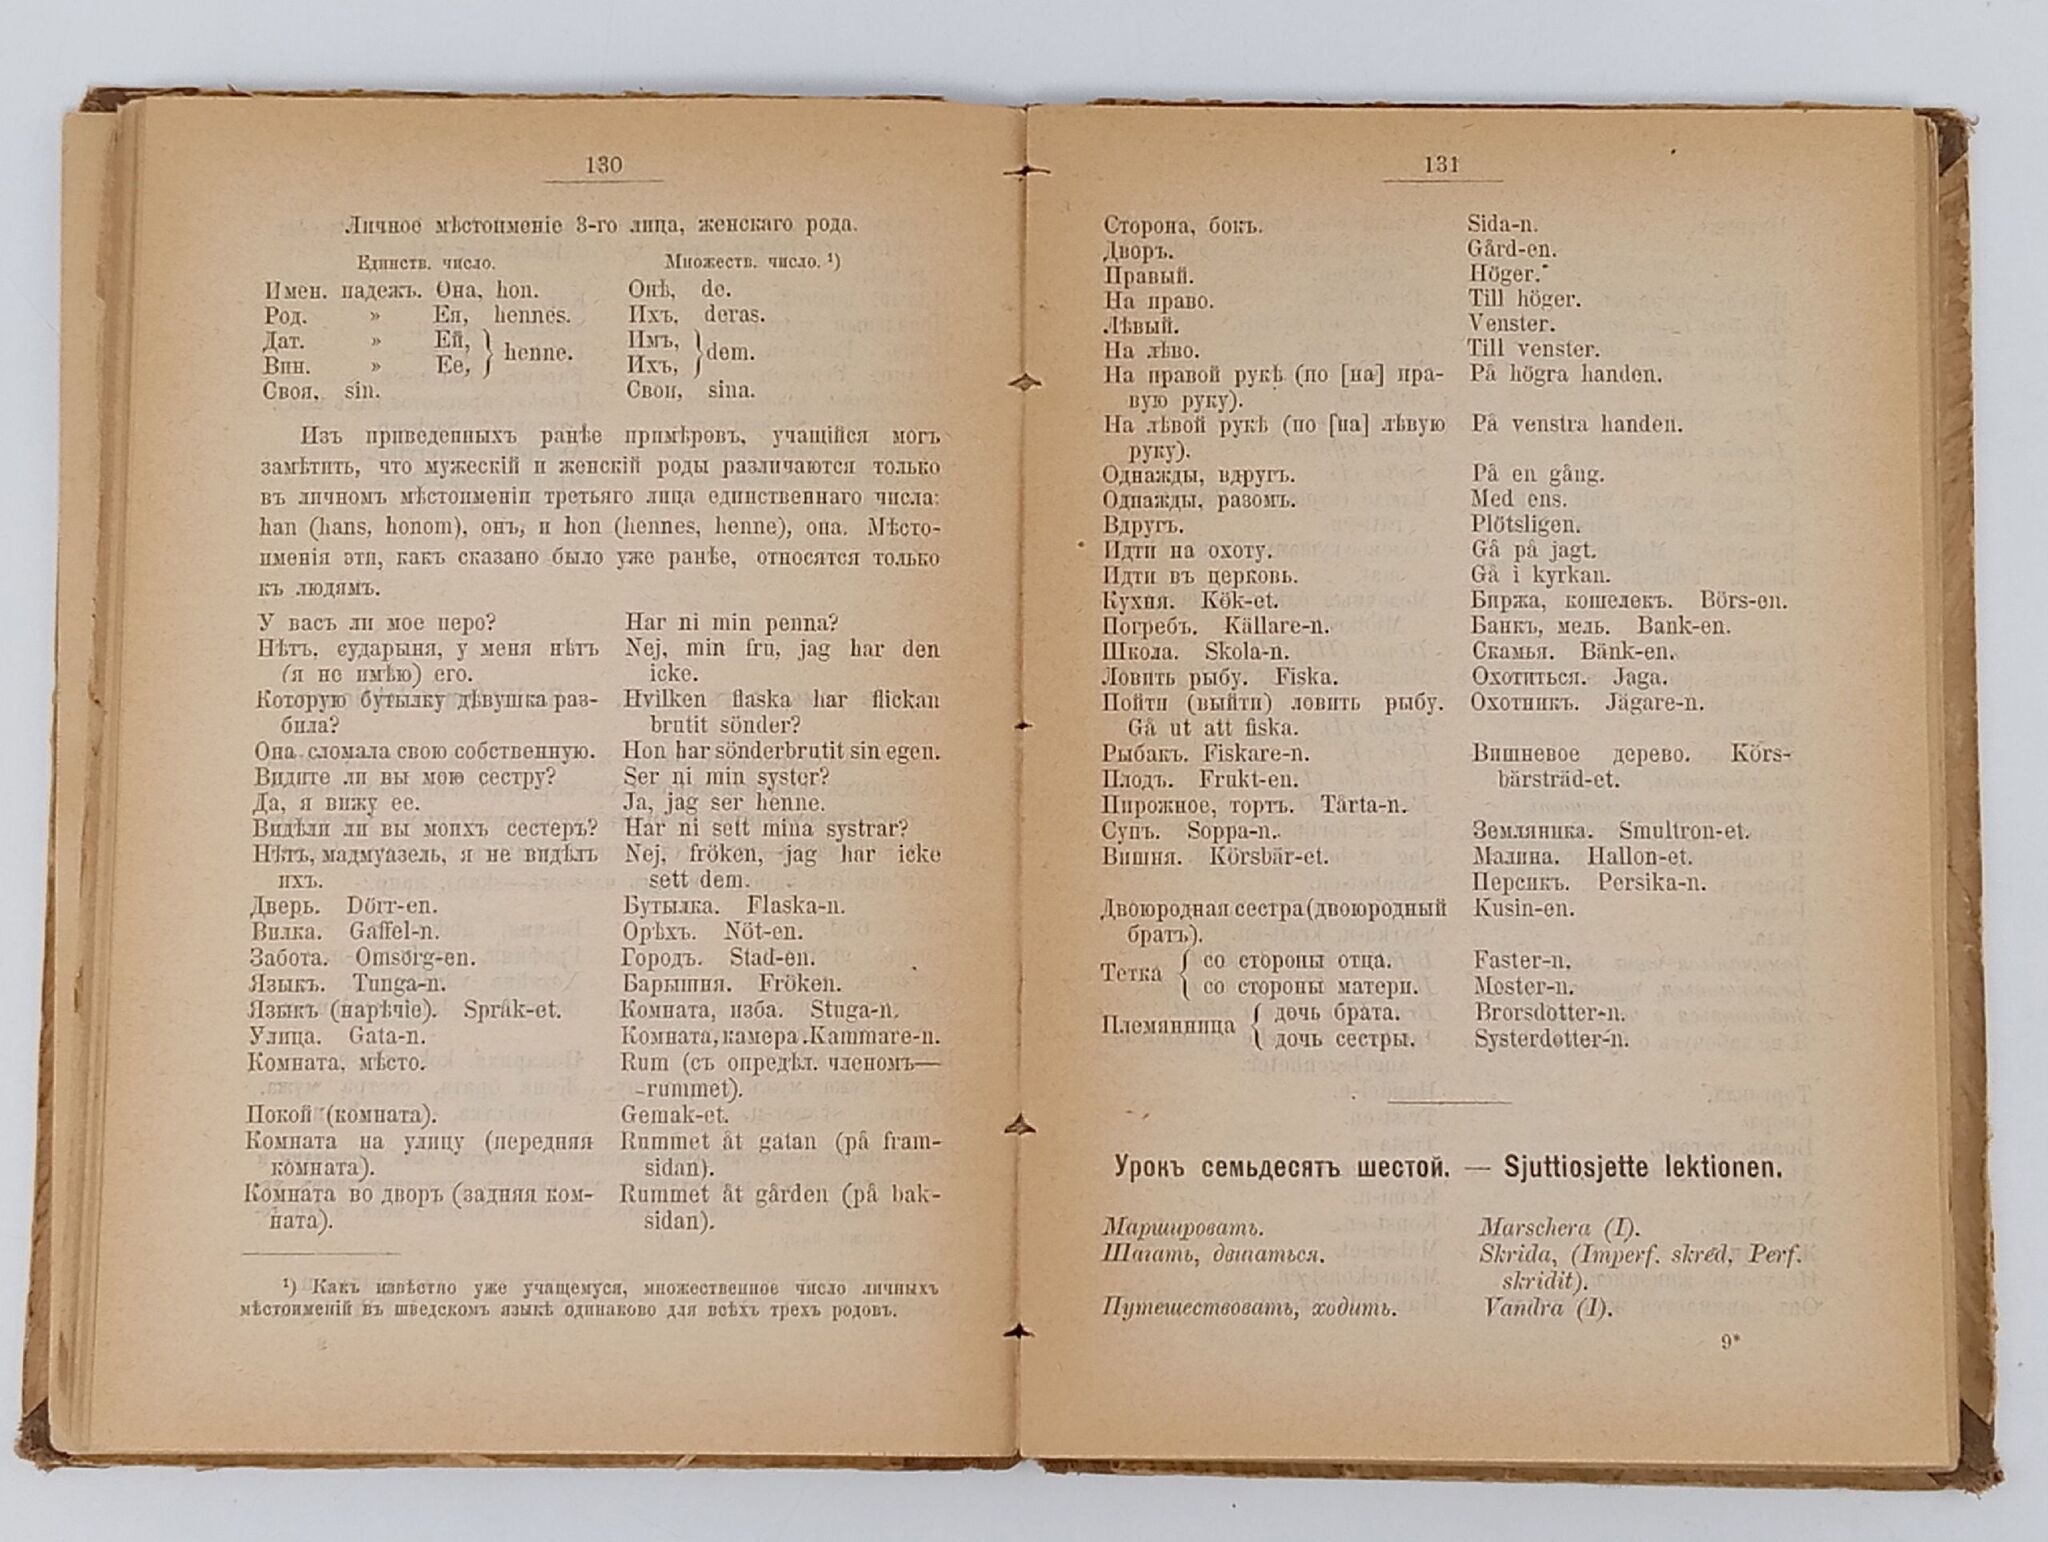 130
Личное мѣстоименіе 3-го лица, женскаго рода.
Единств. число. Множеств. число. ¹)
Имен. падежъ. Она, hon. Онѣ, de.
Род. » Ея, hennes. Ихъ, deras.
Дат. » Ей, } henne. Имъ, } dem.
Вин. » Ее, Ихъ,
Своя, sin. Свои, sina.
Изъ приведенныхъ ранѣе примѣровъ, учащійся могъ
замѣтить, что мужескій и женскій роды различаются только
въ личномъ мѣстоименіи третьяго лица единственнаго числа:
han (hans, honom), онъ, и hon (hennes, henne), она. Мѣсто-
именія эти, какъ сказано было уже ранѣе, относятся только
къ людямъ.
У васъ ли мое перо? Har ni min penna?
Нѣтъ, сударыня, у меня нѣтъ Nej, min fru, jag har den
(я не имѣю) его. icke.
Которую бутылку дѣвушка раз- Hvilken flaska har flickan
била? brutit sönder?
Она сломала свою собственную. Hon har sönderbrutit sin egen.
Видите ли вы мою сестру? Ser ni min syster?
Да, я вижу ее. Ja, jag ser henne.
Видѣли ли вы моихъ сестеръ? Har ni sett mina systrar?
Нѣтъ, мадмуазель, я не видѣлъ Nej, fröken, jag har icke
ихъ. sett dem.
Дверь. Dörr-en. Бутылка. Flaska-n.
Вилка. Gaffel-n. Орѣхъ. Nöt-en.
Забота. Omsorg-en. Городъ. Stad-en.
Языкъ. Tunga-n. Барышня. Fröken.
Языкъ (нарѣчіе). Språk-et. Комната, изба. Stuga-n.
Улица. Gata-n. Комната, камера. Kammare-n.
Комната, мѣсто. Rum (съ опредѣл. членомъ—
-rummet).
Покой (комната). Gemak-et.
Комната на улицу (передняя Rummet åt gatan (på fram-
комната). sidan).
Комната во дворъ (задняя ком- Rummet åt gården (på bak-
ната). sidan).
¹) Какъ извѣстно уже учащемуся, множественное число личныхъ
мѣстоименій въ шведскомъ языкѣ одинаково для всѣхъ трехъ родовъ.
131
Сторона, бокъ. Sida-n.
Дворъ. Gård-en.
Правый. Höger.
На право. Till höger.
Лѣвый. Venster.
На лѣво. Till venster.
На правой рукѣ (по [на] пра- På högra handen.
вую руку).
На лѣвой рукѣ (по [на] лѣвую På venstra handen.
руку).
Однажды, вдругъ. På en gång.
Однажды, разомъ. Med ens.
Вдругъ. Plötsligen.
Идти на охоту. Gå på jagt.
Идти въ церковь. Gå i kyrkan.
Кухня. Kök-et. Биржа, кошелекъ. Börs-en.
Погребъ. Källare-n. Банкъ, мель. Bank-en.
Школа. Skola-n. Скамья. Bänk-en.
Ловить рыбу. Fiska. Охотиться. Jaga.
Пойти (выйти) ловить рыбу. Охотникъ. Jägare-n.
Gå ut att fiska.
Рыбакъ. Fiskare-n. Вишневое дерево. Körs-
Плодъ. Frukt-en. bärsträd-et.
Пирожное, тортъ. Tårta-n.
Супъ. Soppa-n. Земляника. Smultron-et.
Вишня. Körsbär-et. Малина. Hallon-et.
Персикъ. Persika-n.
Двоюродная сестра (двоюродный Kusin-en.
братъ).
Тетка { со стороны отца. Faster-n.
со стороны матери. Moster-n.
Племянница { дочь брата. Brorsdotter-n.
дочь сестры. Systerdotter-n.
Урокъ семьдесятъ шестой. — Sjuttiosjette lektionen.
Маршировать. Marschera (I).
Шагать, двигаться. Skrida, (Imperf. skred, Perf.
skridit).
Путешествовать, ходить. Vandra (I).
9*